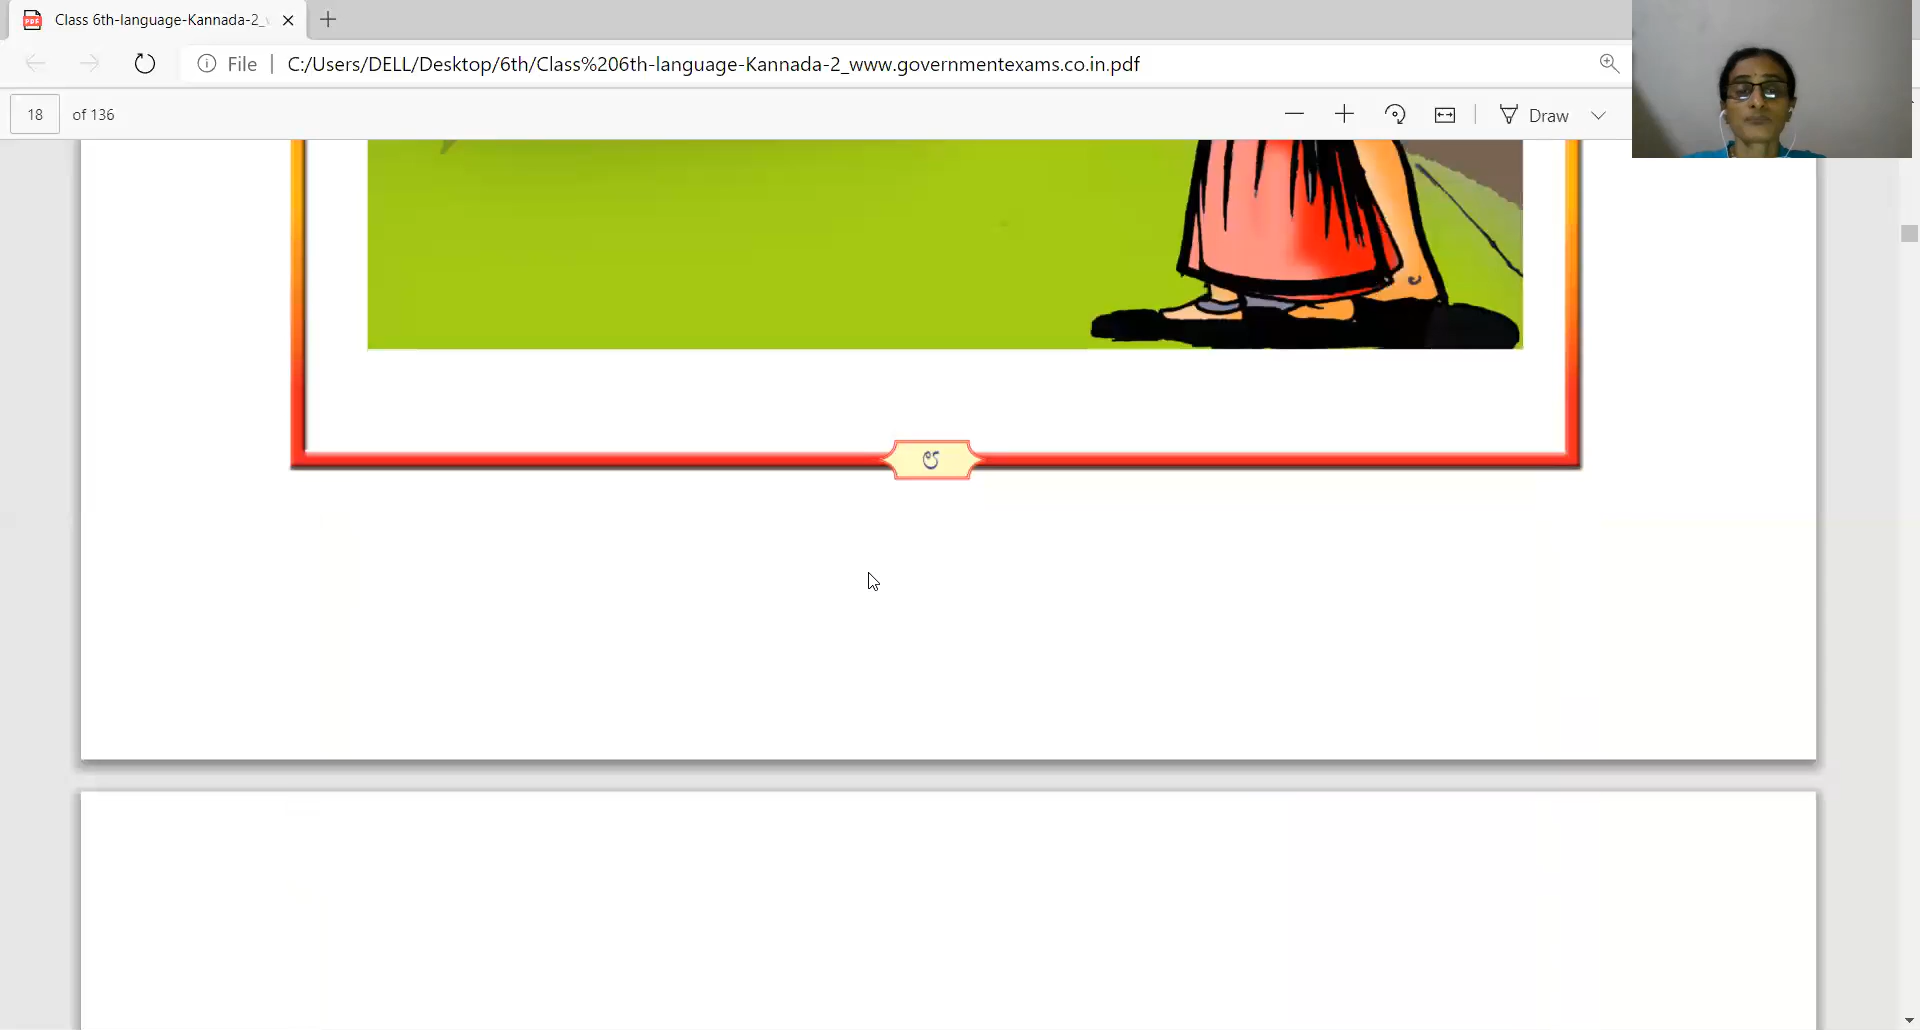 Class 6th-language-Kannada-2_
File
C:/Users/DELL/Desktop/6th/Class%206th-language-Kannada-2_www.governmentexams.co.in.pdf
18 of 136
Draw